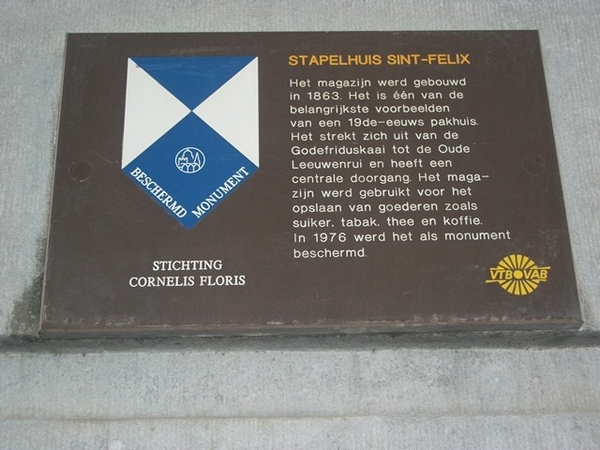 STAPELHUIS SINT-FELIX
Het magazijn werd gebouwd
in 1863. Het is één van de
belangrijkste voorbeelden
van een 19de-eeuws pakhuis.
Het strekt zich uit van de
Godefriduskaai tot de Oude
Leeuwenrui en heeft een
centrale doorgang. Het maga-
zijn werd gebruikt voor het
opslaan van goederen zoals
suiker, tabak, thee en koffie.
In 1976 werd het als monument
beschermd.
BESCHERMD
MONUMENT
STICHTING
CORNELIS FLORIS
VTB VAB